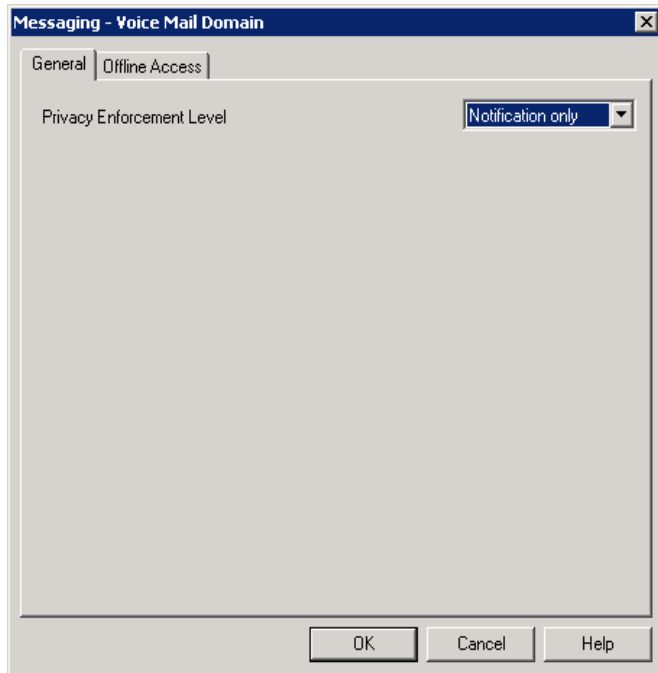 Messaging - Voice Mail Domain
General Offline Access
Privacy Enforcement Level Notification only
OK Cancel Help